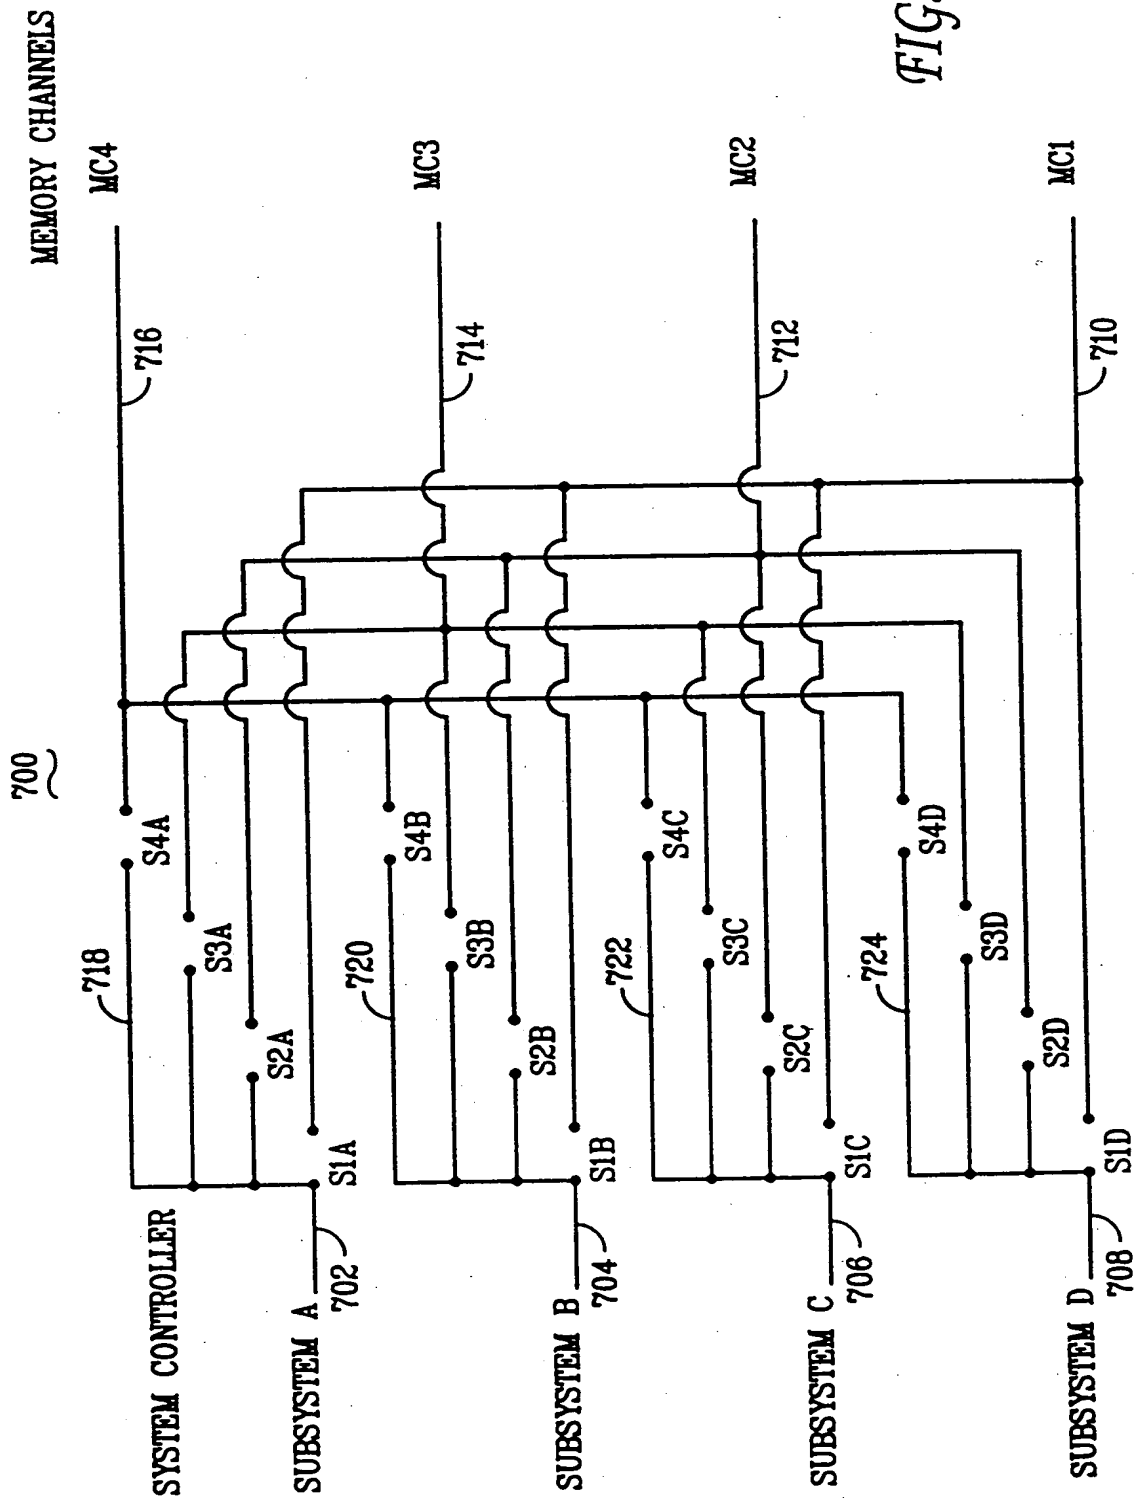 FIG.
700
MEMORY CHANNELS
SYSTEM CONTROLLER
718
S4A
716
MC4
S3A
S2A
SUBSYSTEM A
702
S1A
720
S4B
714
MC3
S3B
S2B
SUBSYSTEM B
704
S1B
722
S4C
712
MC2
S3C
S2C
SUBSYSTEM C
706
S1C
724
S4D
S3D
S2D
SUBSYSTEM D
708
S1D
710
MC1